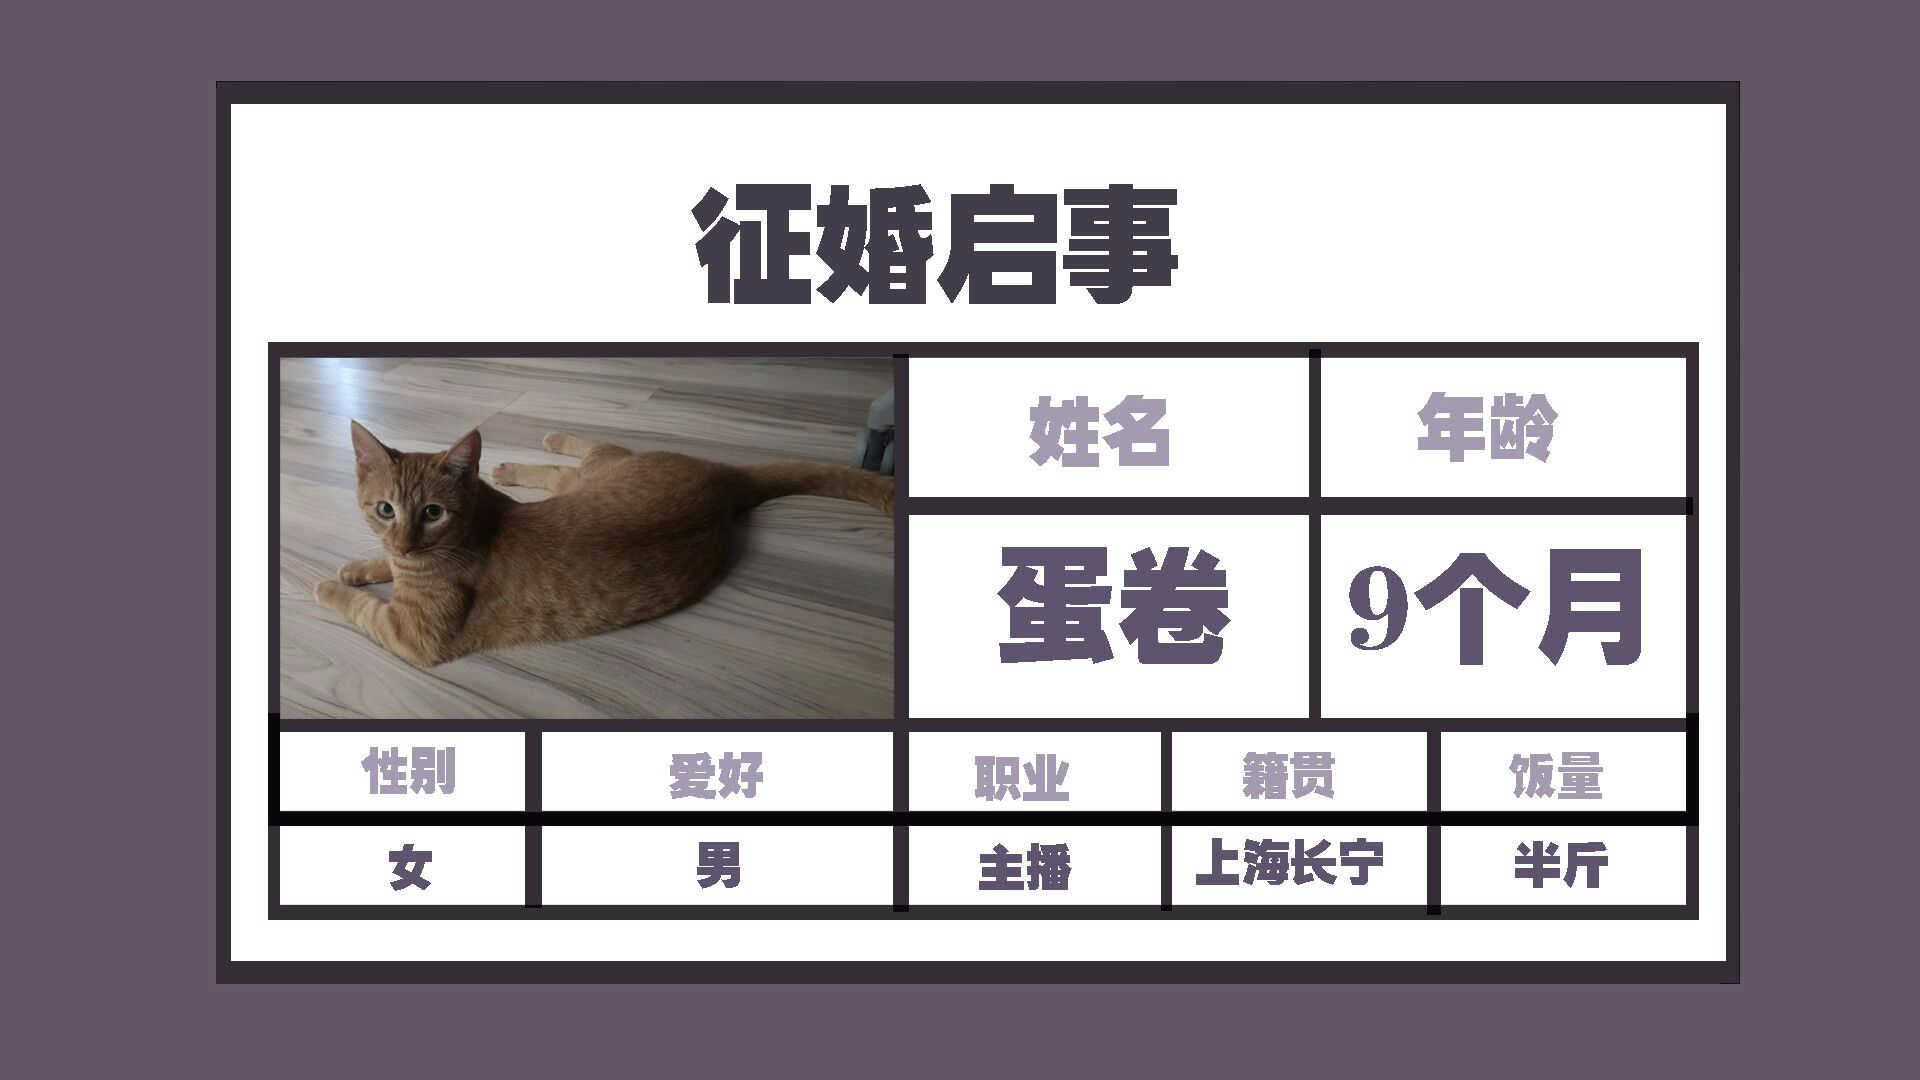 征婚启事
姓名 年龄
蛋卷 9个月
性别 爱好 职业 籍贯 饭量
女 男 主播 上海长宁 半斤